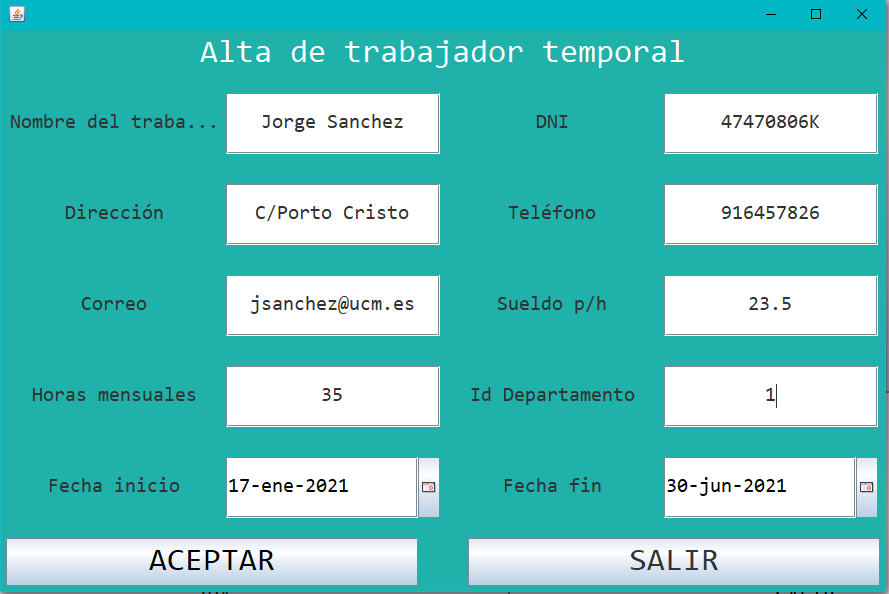 Alta de trabajador temporal
Nombre del traba... Jorge Sanchez DNI 47470806K
Dirección C/Porto Cristo Teléfono 916457826
Correo jsanchez@ucm.es Sueldo p/h 23.5
Horas mensuales 35 Id Departamento 1
Fecha inicio 17-ene-2021 Fecha fin 30-jun-2021
ACEPTAR SALIR